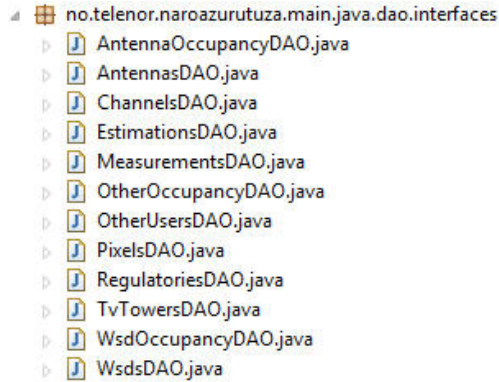 no.telenor.naroazurutuza.main.java.dao.interfaces
AntennaOccupancyDAO.java
AntennasDAO.java
ChannelsDAO.java
EstimationsDAO.java
MeasurementsDAO.java
OtherOccupancyDAO.java
OtherUsersDAO.java
PixelsDAO.java
RegulatoriesDAO.java
TvTowersDAO.java
WsdOccupancyDAO.java
WsdsDAO.java